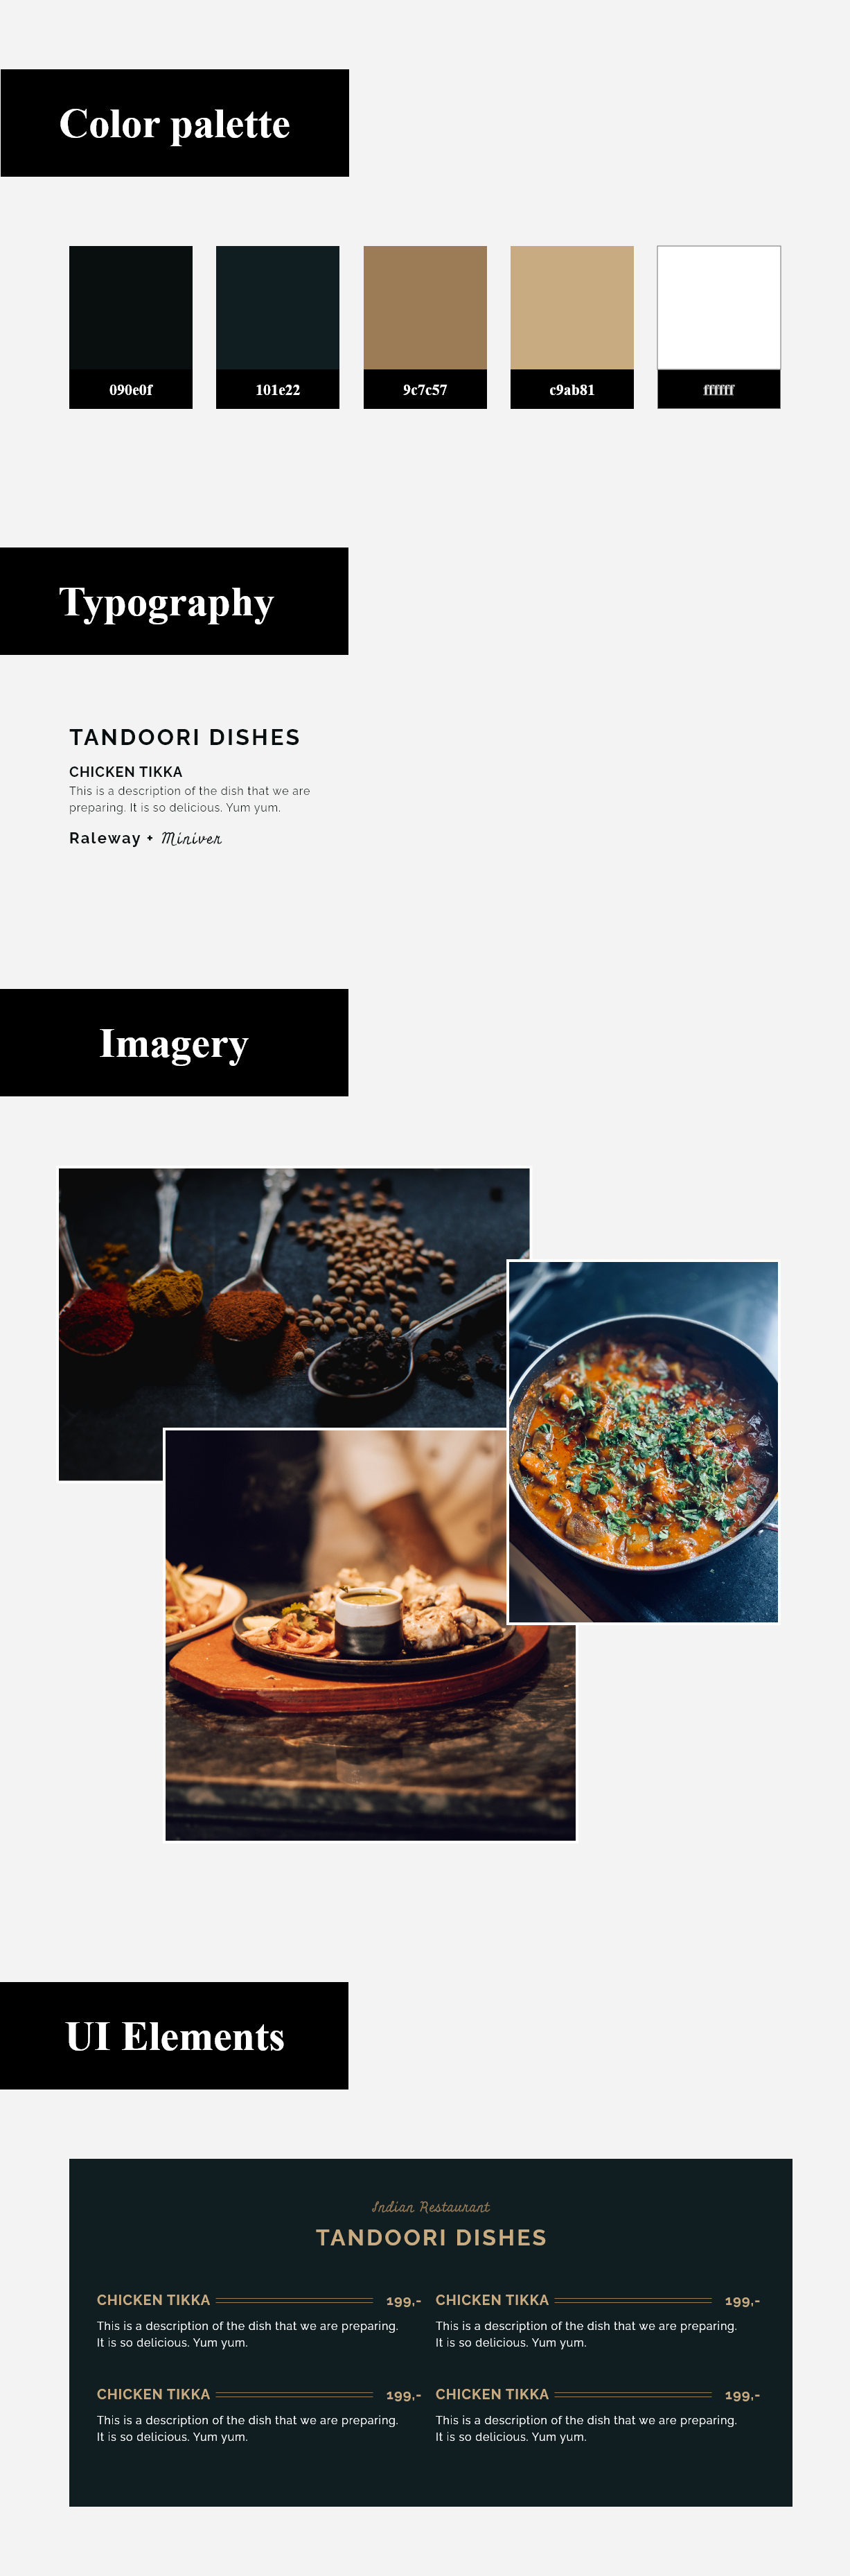 Color palette
090e0f
101e22
9c7c57
c9ab81
ffffff
Typography
TANDOORI DISHES
CHICKEN TIKKA
This is a description of the dish that we are
preparing. It is so delicious. Yum yum.
Raleway + Miniver
Imagery
UI Elements
Indian Restaurant
TANDOORI DISHES
CHICKEN TIKKA 199,-
This is a description of the dish that we are preparing.
It is so delicious. Yum yum.
CHICKEN TIKKA 199,-
This is a description of the dish that we are preparing.
It is so delicious. Yum yum.
CHICKEN TIKKA 199,-
This is a description of the dish that we are preparing.
It is so delicious. Yum yum.
CHICKEN TIKKA 199,-
This is a description of the dish that we are preparing.
It is so delicious. Yum yum.